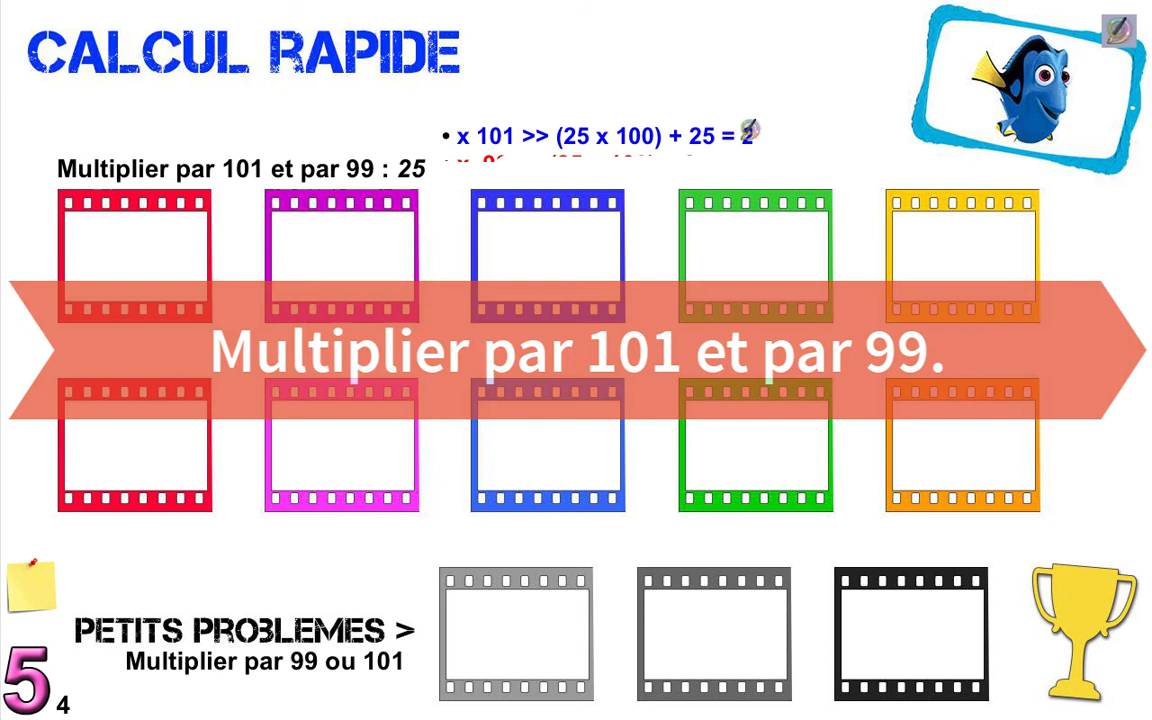 CALCUL RAPIDE
• x 101 >> (25 x 100) + 25 =
Multiplier par 101 et par 99 : 25
Multiplier par 101 et par 99.
PETITS PROBLEMES >
Multiplier par 99 ou 101
5
4